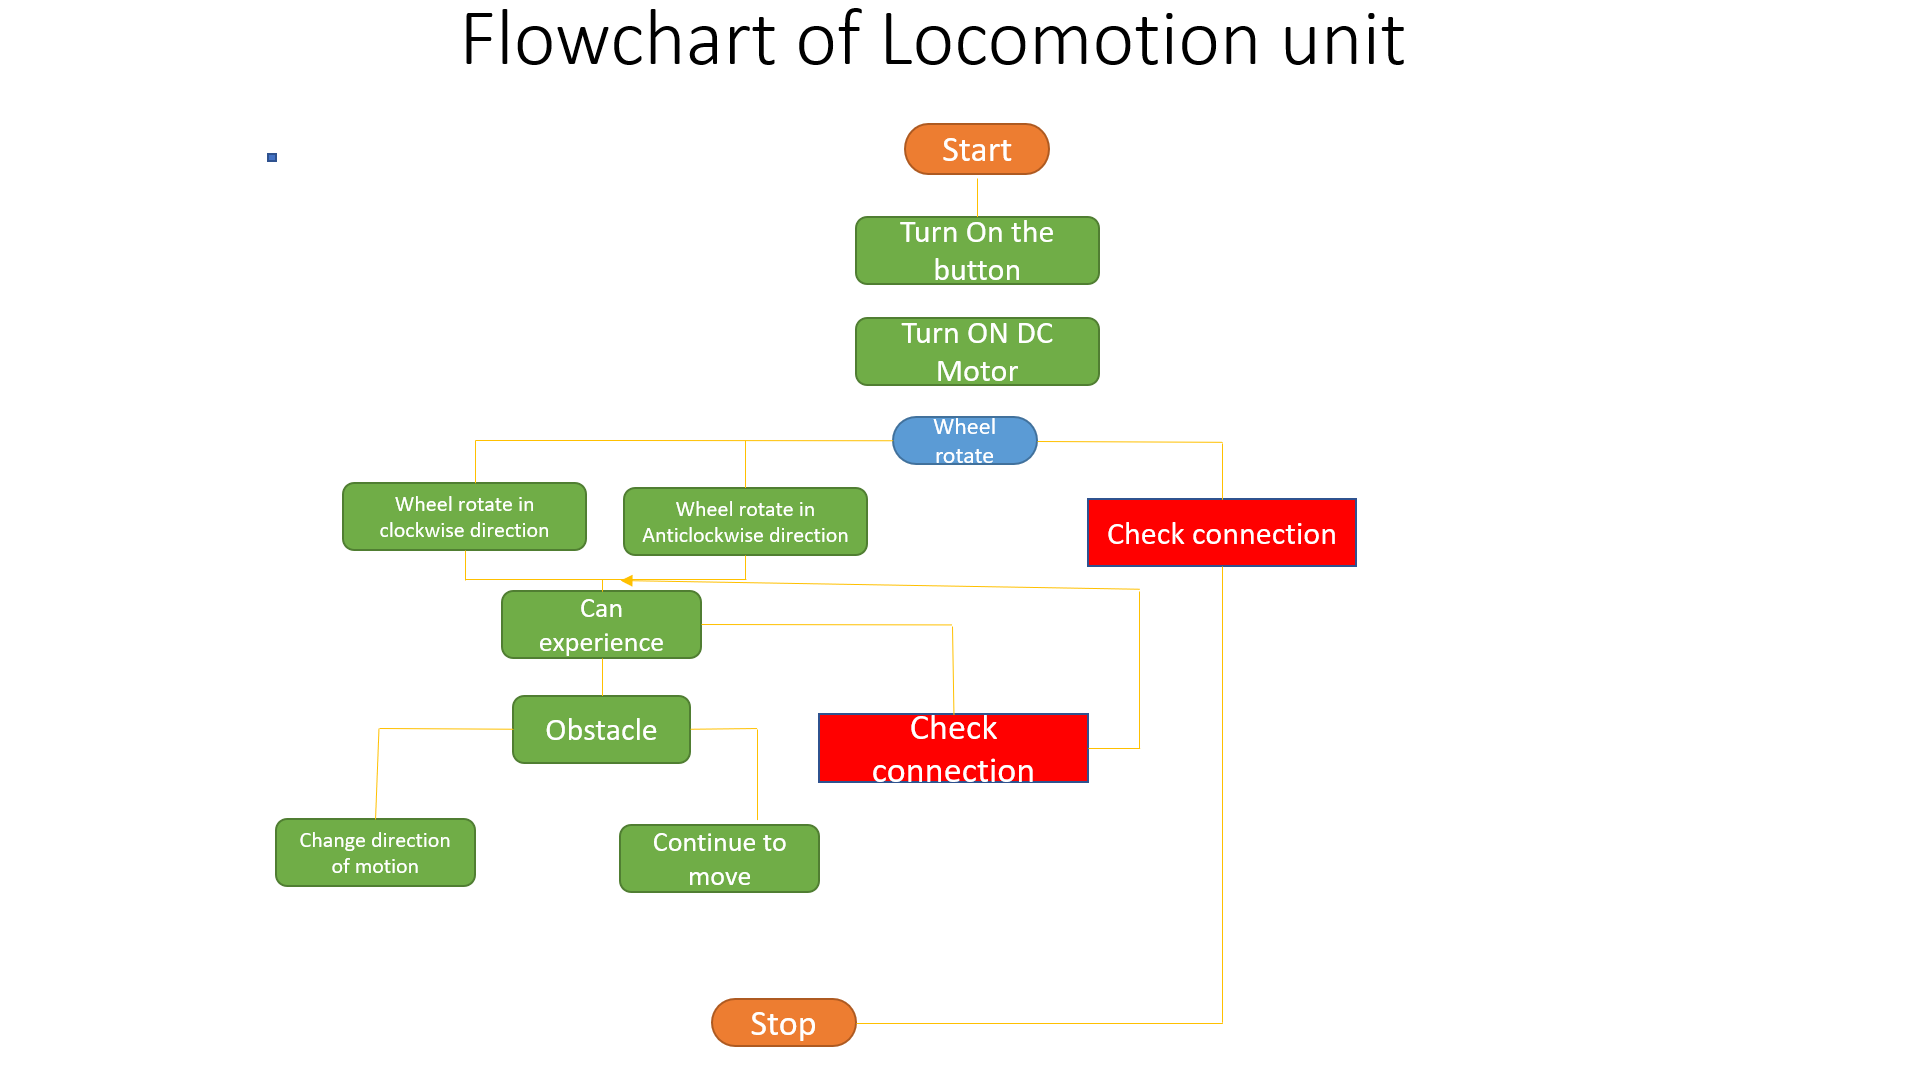 Flowchart of Locomotion unit
Start
Turn On the
button
Turn ON DC
Motor
Wheel
rotate
Wheel rotate in
clockwise direction
Wheel rotate in
Anticlockwise direction
Check connection
Can
experience
Obstacle
Check
connection
Change direction
of motion
Continue to
move
Stop